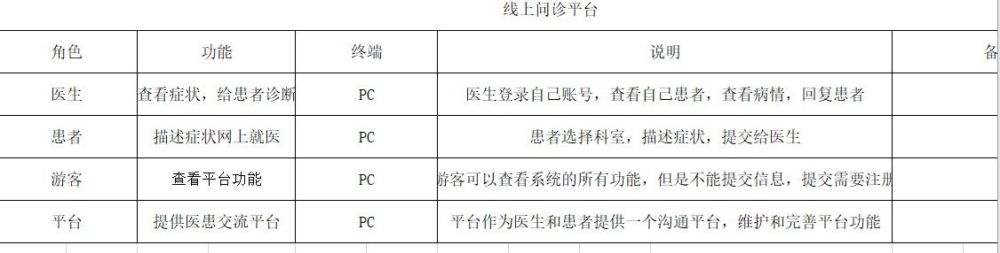 线上问诊平台
角色 功能 终端 说明 备
医生 查看症状，给患者诊断 PC 医生登录自己账号，查看自己患者，查看病情，回复患者
患者 描述症状网上就医 PC 患者选择科室，描述症状，提交给医生
游客 查看平台功能 PC 游客可以查看系统的所有功能，但是不能提交信息，提交需要注册
平台 提供医患交流平台 PC 平台作为医生和患者提供一个沟通平台，维护和完善平台功能